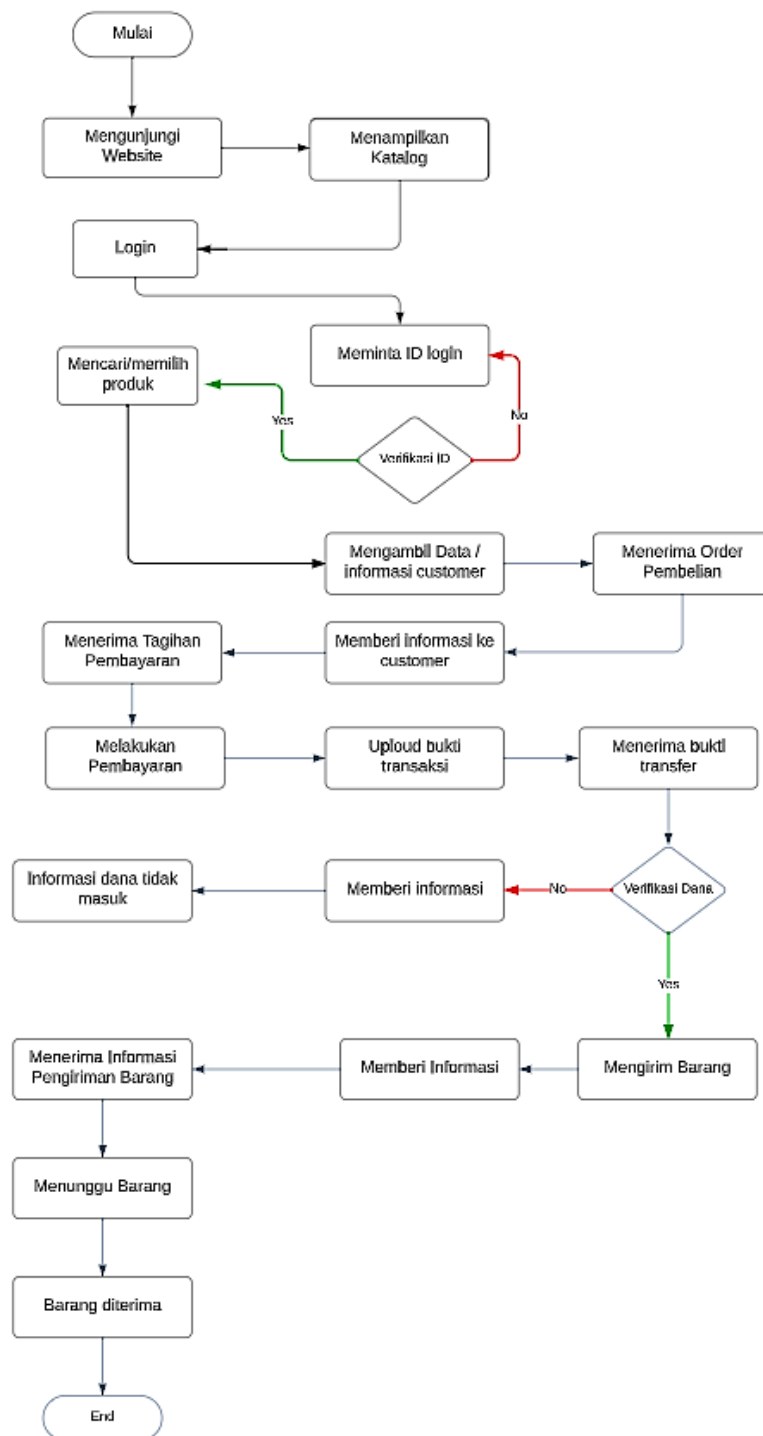 Mulai
Mengunjungi
Website
Menampilkan
Katalog
Login
Meminta ID login
Mencari/memilih
produk
Yes
No
Verifikasi ID
Mengambil Data /
informasi customer
Menerima Order
Pembelian
Menerima Tagihan
Pembayaran
Memberi informasi ke
customer
Melakukan
Pembayaran
Uploud bukti
transaksi
Menerima bukti
transfer
Informasi dana tidak
masuk
Memberi informasi
No
Verifikasi Dana
Yes
Menerima Informasi
Pengiriman Barang
Memberi Informasi
Mengirim Barang
Menunggu Barang
Barang diterima
End